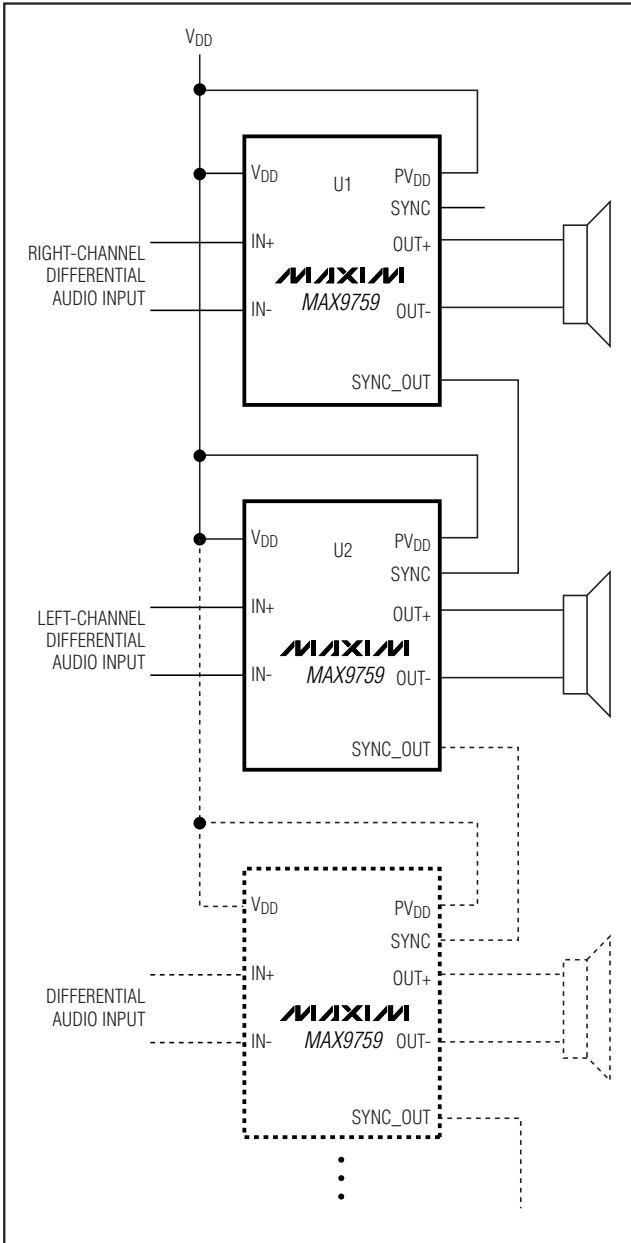 VDD
VDD
U1
PVDD
SYNC
RIGHT-CHANNEL
DIFFERENTIAL
AUDIO INPUT
IN+
OUT+
MAXIM
MAX9759
IN-
OUT-
SYNC_OUT
VDD
U2
PVDD
SYNC
LEFT-CHANNEL
DIFFERENTIAL
AUDIO INPUT
IN+
OUT+
MAXIM
MAX9759
IN-
OUT-
SYNC_OUT
VDD
PVDD
SYNC
DIFFERENTIAL
AUDIO INPUT
IN+
OUT+
MAXIM
MAX9759
IN-
OUT-
SYNC_OUT